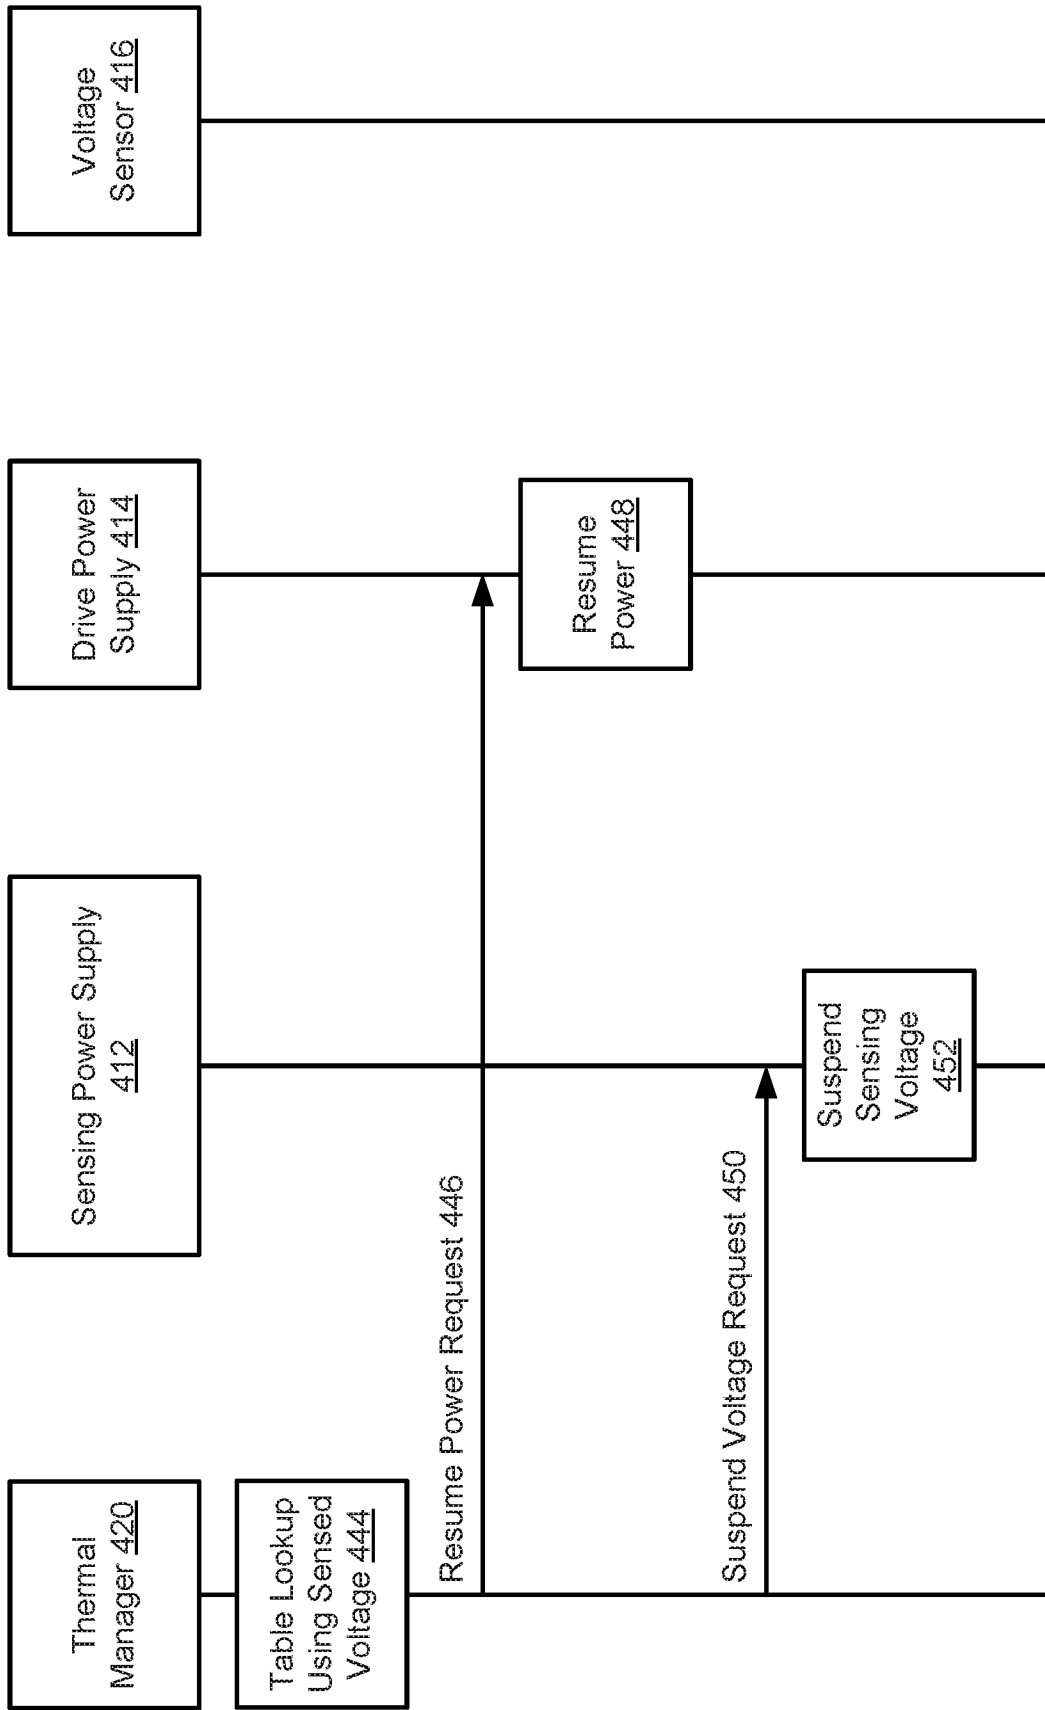 Thermal
Manager 420
Sensing Power Supply
412
Drive Power
Supply 414
Voltage
Sensor 416
Table Lookup
Using Sensed
Voltage 444
Resume Power Request 446
Resume
Power 448
Suspend Voltage Request 450
Suspend
Sensing
Voltage
452